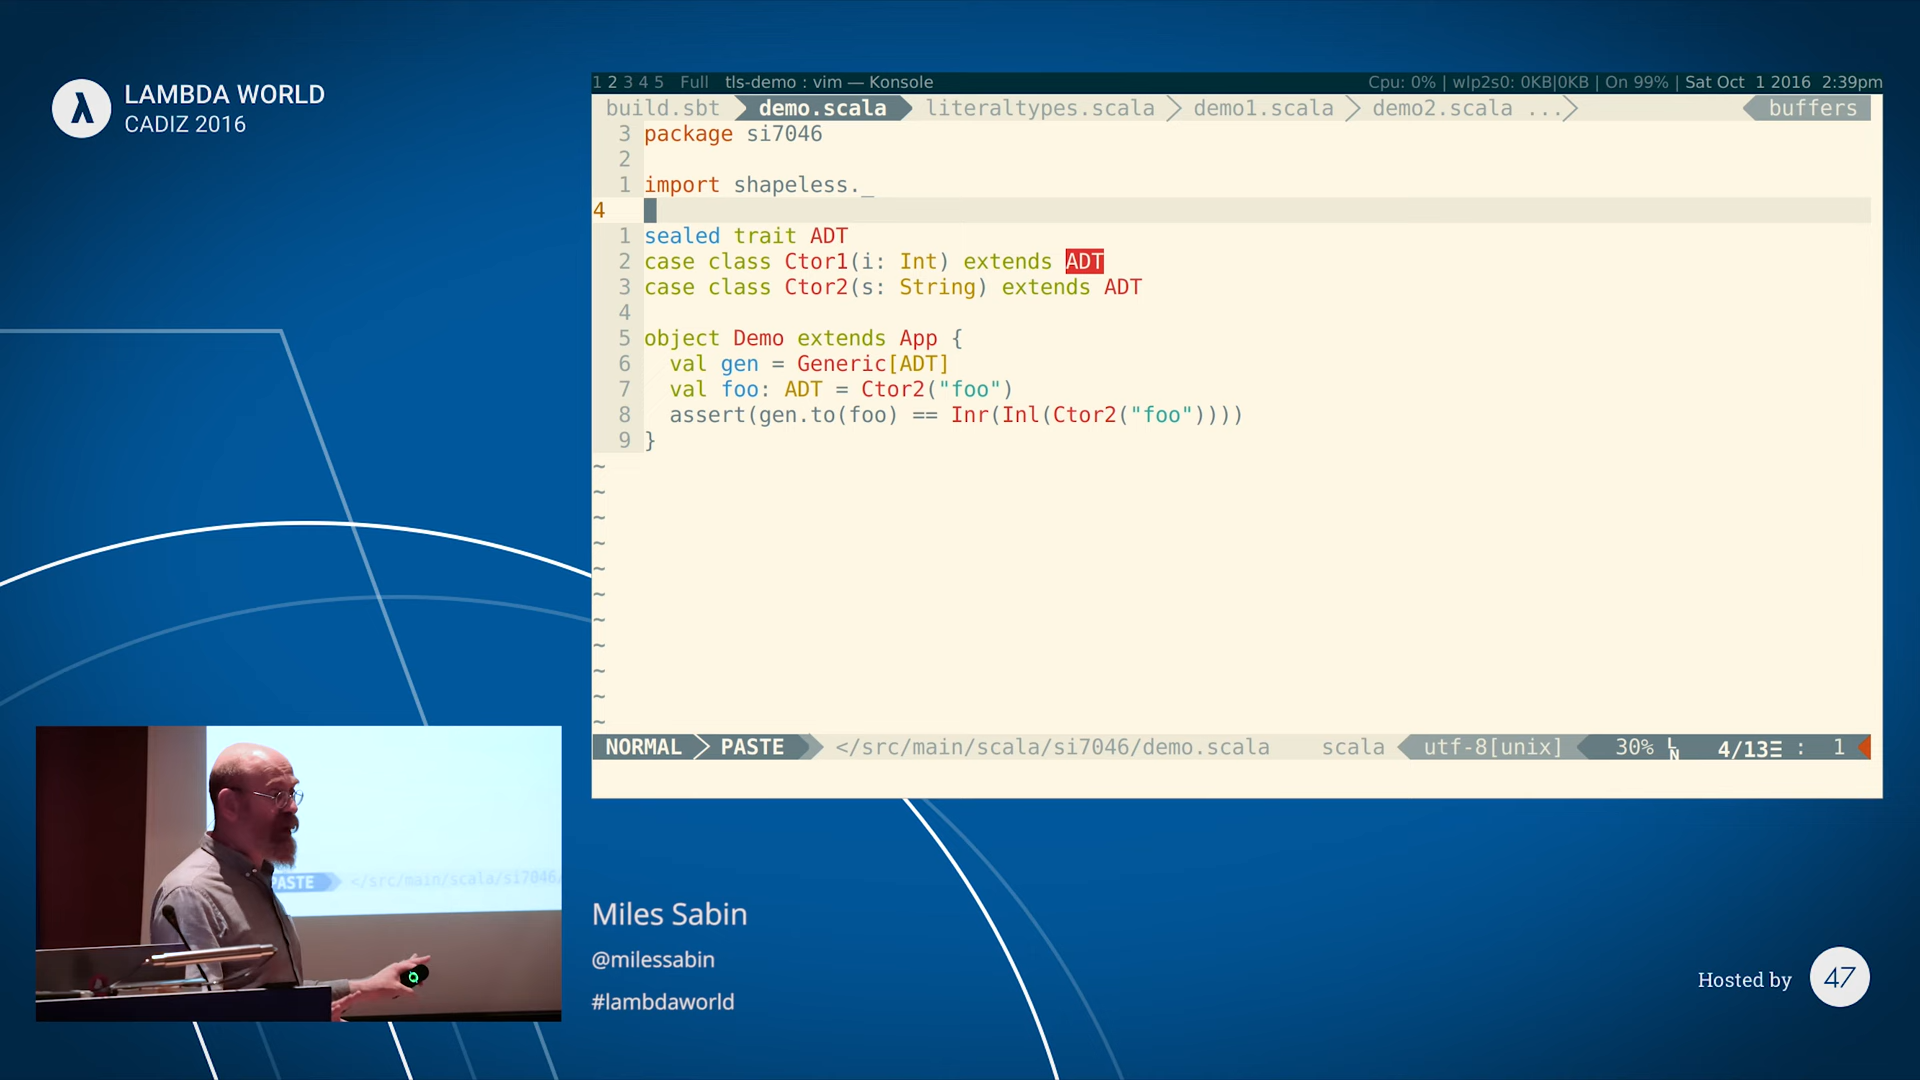 LAMBDA WORLD
CADIZ 2016
1 2 3 4 5 Full tls-demo : vim — Konsole Cpu: 0% | wlp2s0: 0KB|0KB | On 99% | Sat Oct 1 2016 2:39pm
build.sbt demo.scala literaltypes.scala demo1.scala demo2.scala ... buffers
3 package si7046
2
1 import shapeless._
4
1 sealed trait ADT
2 case class Ctor1(i: Int) extends ADT
3 case class Ctor2(s: String) extends ADT
4
5 object Demo extends App {
6   val gen = Generic[ADT]
7   val foo: ADT = Ctor2("foo")
8   assert(gen.to(foo) == Inr(Inl(Ctor2("foo"))))
9 }
~
~
~
~
~
~
~
~
~
~
~
NORMAL PASTE </src/main/scala/si7046/demo.scala scala utf-8[unix] 30% LN 4/13☰ : 1
PASTE </src/main/scala/si7046/
Miles Sabin
@milessabin
#lambdaworld
Hosted by 47